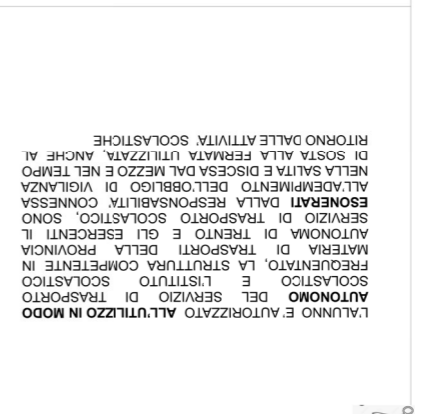 L'ALUNNO E' AUTORIZZATO ALL'UTILIZZO IN MODO
AUTONOMO DEL SERVIZIO DI TRASPORTO
SCOLASTICO E L'ISTITUTO SCOLASTICO
FREQUENTATO, LA STRUTTURA COMPETENTE IN
MATERIA DI TRASPORTI DELLA PROVINCIA
AUTONOMA DI TRENTO E GLI ESERCENTI IL
SERVIZIO DI TRASPORTO SCOLASTICO, SONO
ESONERATI DALLA RESPONSABILITA' CONNESSA
ALL'ADEMPIMENTO DELL'OBBLIGO DI VIGILANZA
NELLA SALITA E DISCESA DAL MEZZO E NEL TEMPO
DI SOSTA ALLA FERMATA UTILIZZATA, ANCHE AL
RITORNO DALLE ATTIVITA' SCOLASTICHE